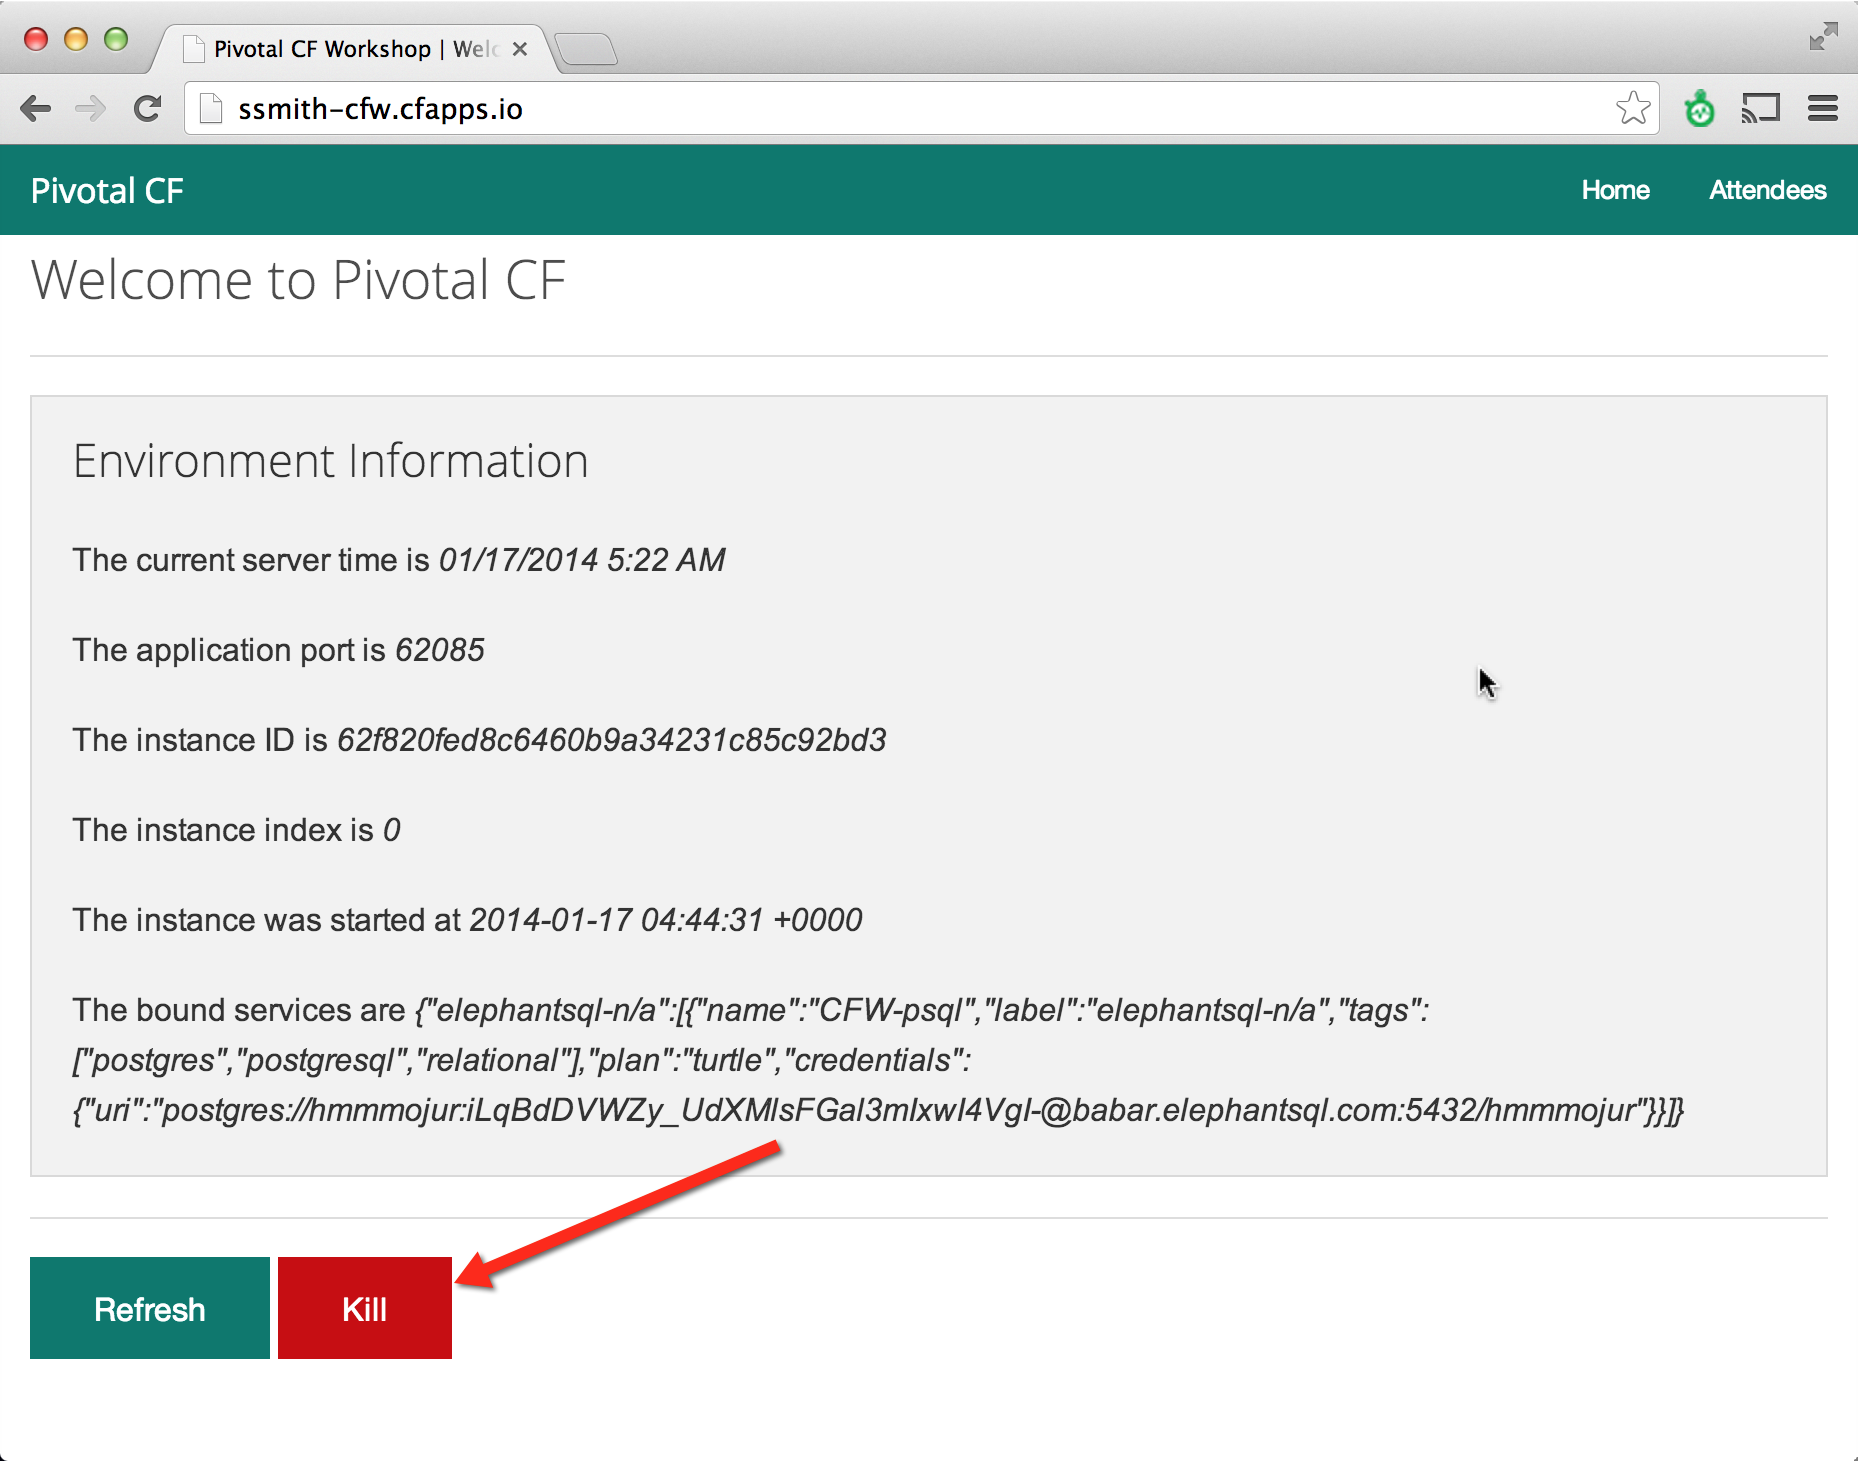 Pivotal CF Workshop | Welc
ssmith-cfw.cfapps.io
Pivotal CF
Home
Attendees
Welcome to Pivotal CF
Environment Information
The current server time is 01/17/2014 5:22 AM
The application port is 62085
The instance ID is 62f820fed8c6460b9a34231c85c92bd3
The instance index is 0
The instance was started at 2014-01-17 04:44:31 +0000
The bound services are {"elephantsql-n/a":[{"name":"CFW-psql","label":"elephantsql-n/a","tags":
["postgres","postgresql","relational"],"plan":"turtle","credentials":
{"uri":"postgres://hmmmojur:iLqBdDVWZy_UdXMlsFGal3mIxwI4VgI-@babar.elephantsql.com:5432/hmmmojur"}}]}
Refresh
Kill